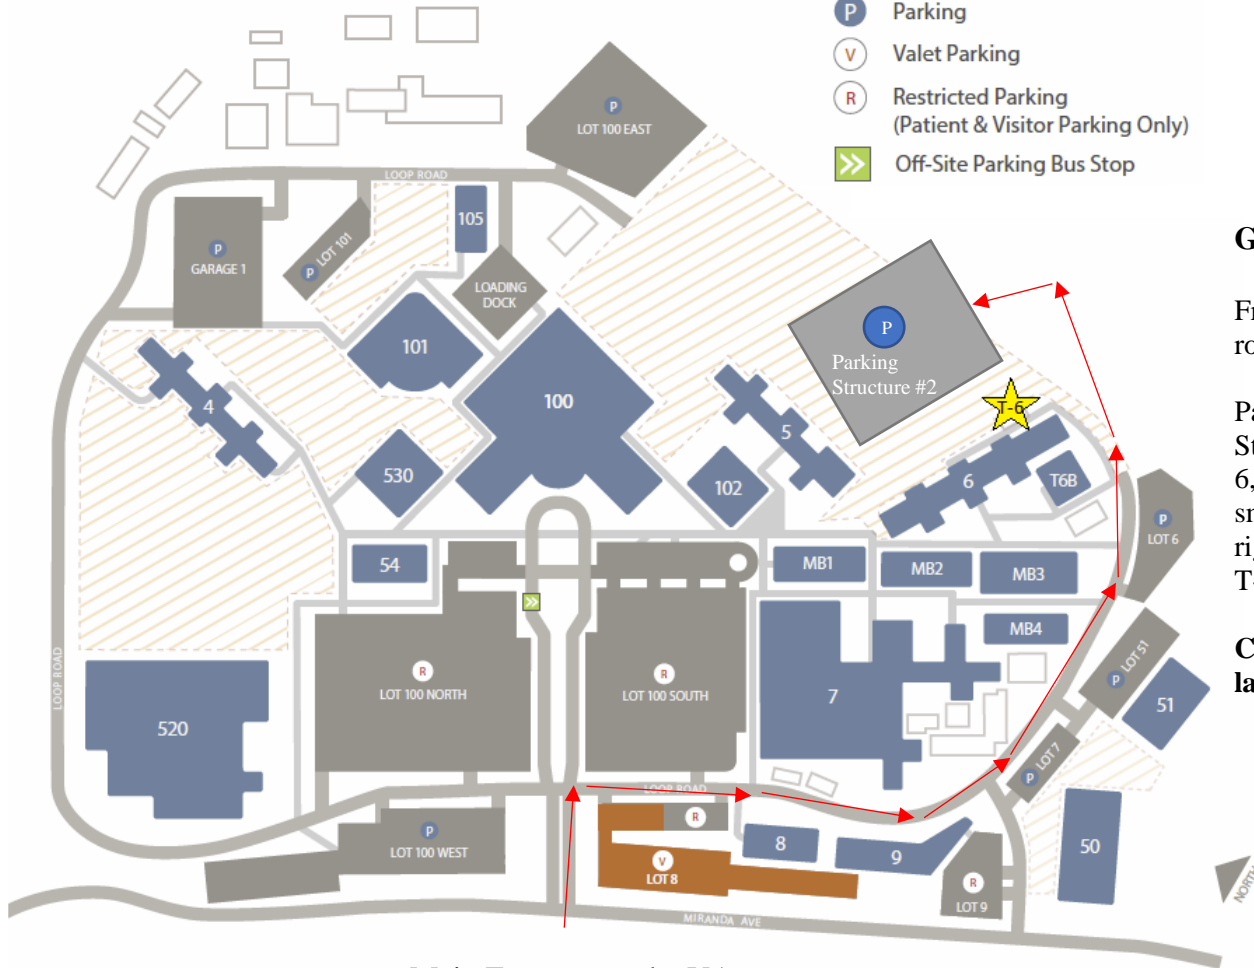 P Parking
V Valet Parking
R Restricted Parking
(Patient & Visitor Parking Only)
Off-Site Parking Bus Stop
P
LOT 100 EAST
LOOP ROAD
105
P
GARAGE 1
P LOT 101
LOADING
DOCK
G
Fr
ro
P
Parking
Structure #2
101
100
4
T-6
Pa
St
6,
sr
rig
T-
5
530
102
6
T6B
P
LOT 6
54
MB1
MB2
MB3
MB4
C
la
LOOP ROAD
R
LOT 100 NORTH
R
LOT 100 SOUTH
7
P LOT 51
51
520
P LOT 7
LOOP ROAD
R
P
LOT 100 WEST
V
LOT 8
8
9
50
R
LOT 9
NORTH
MIRANDA AVE